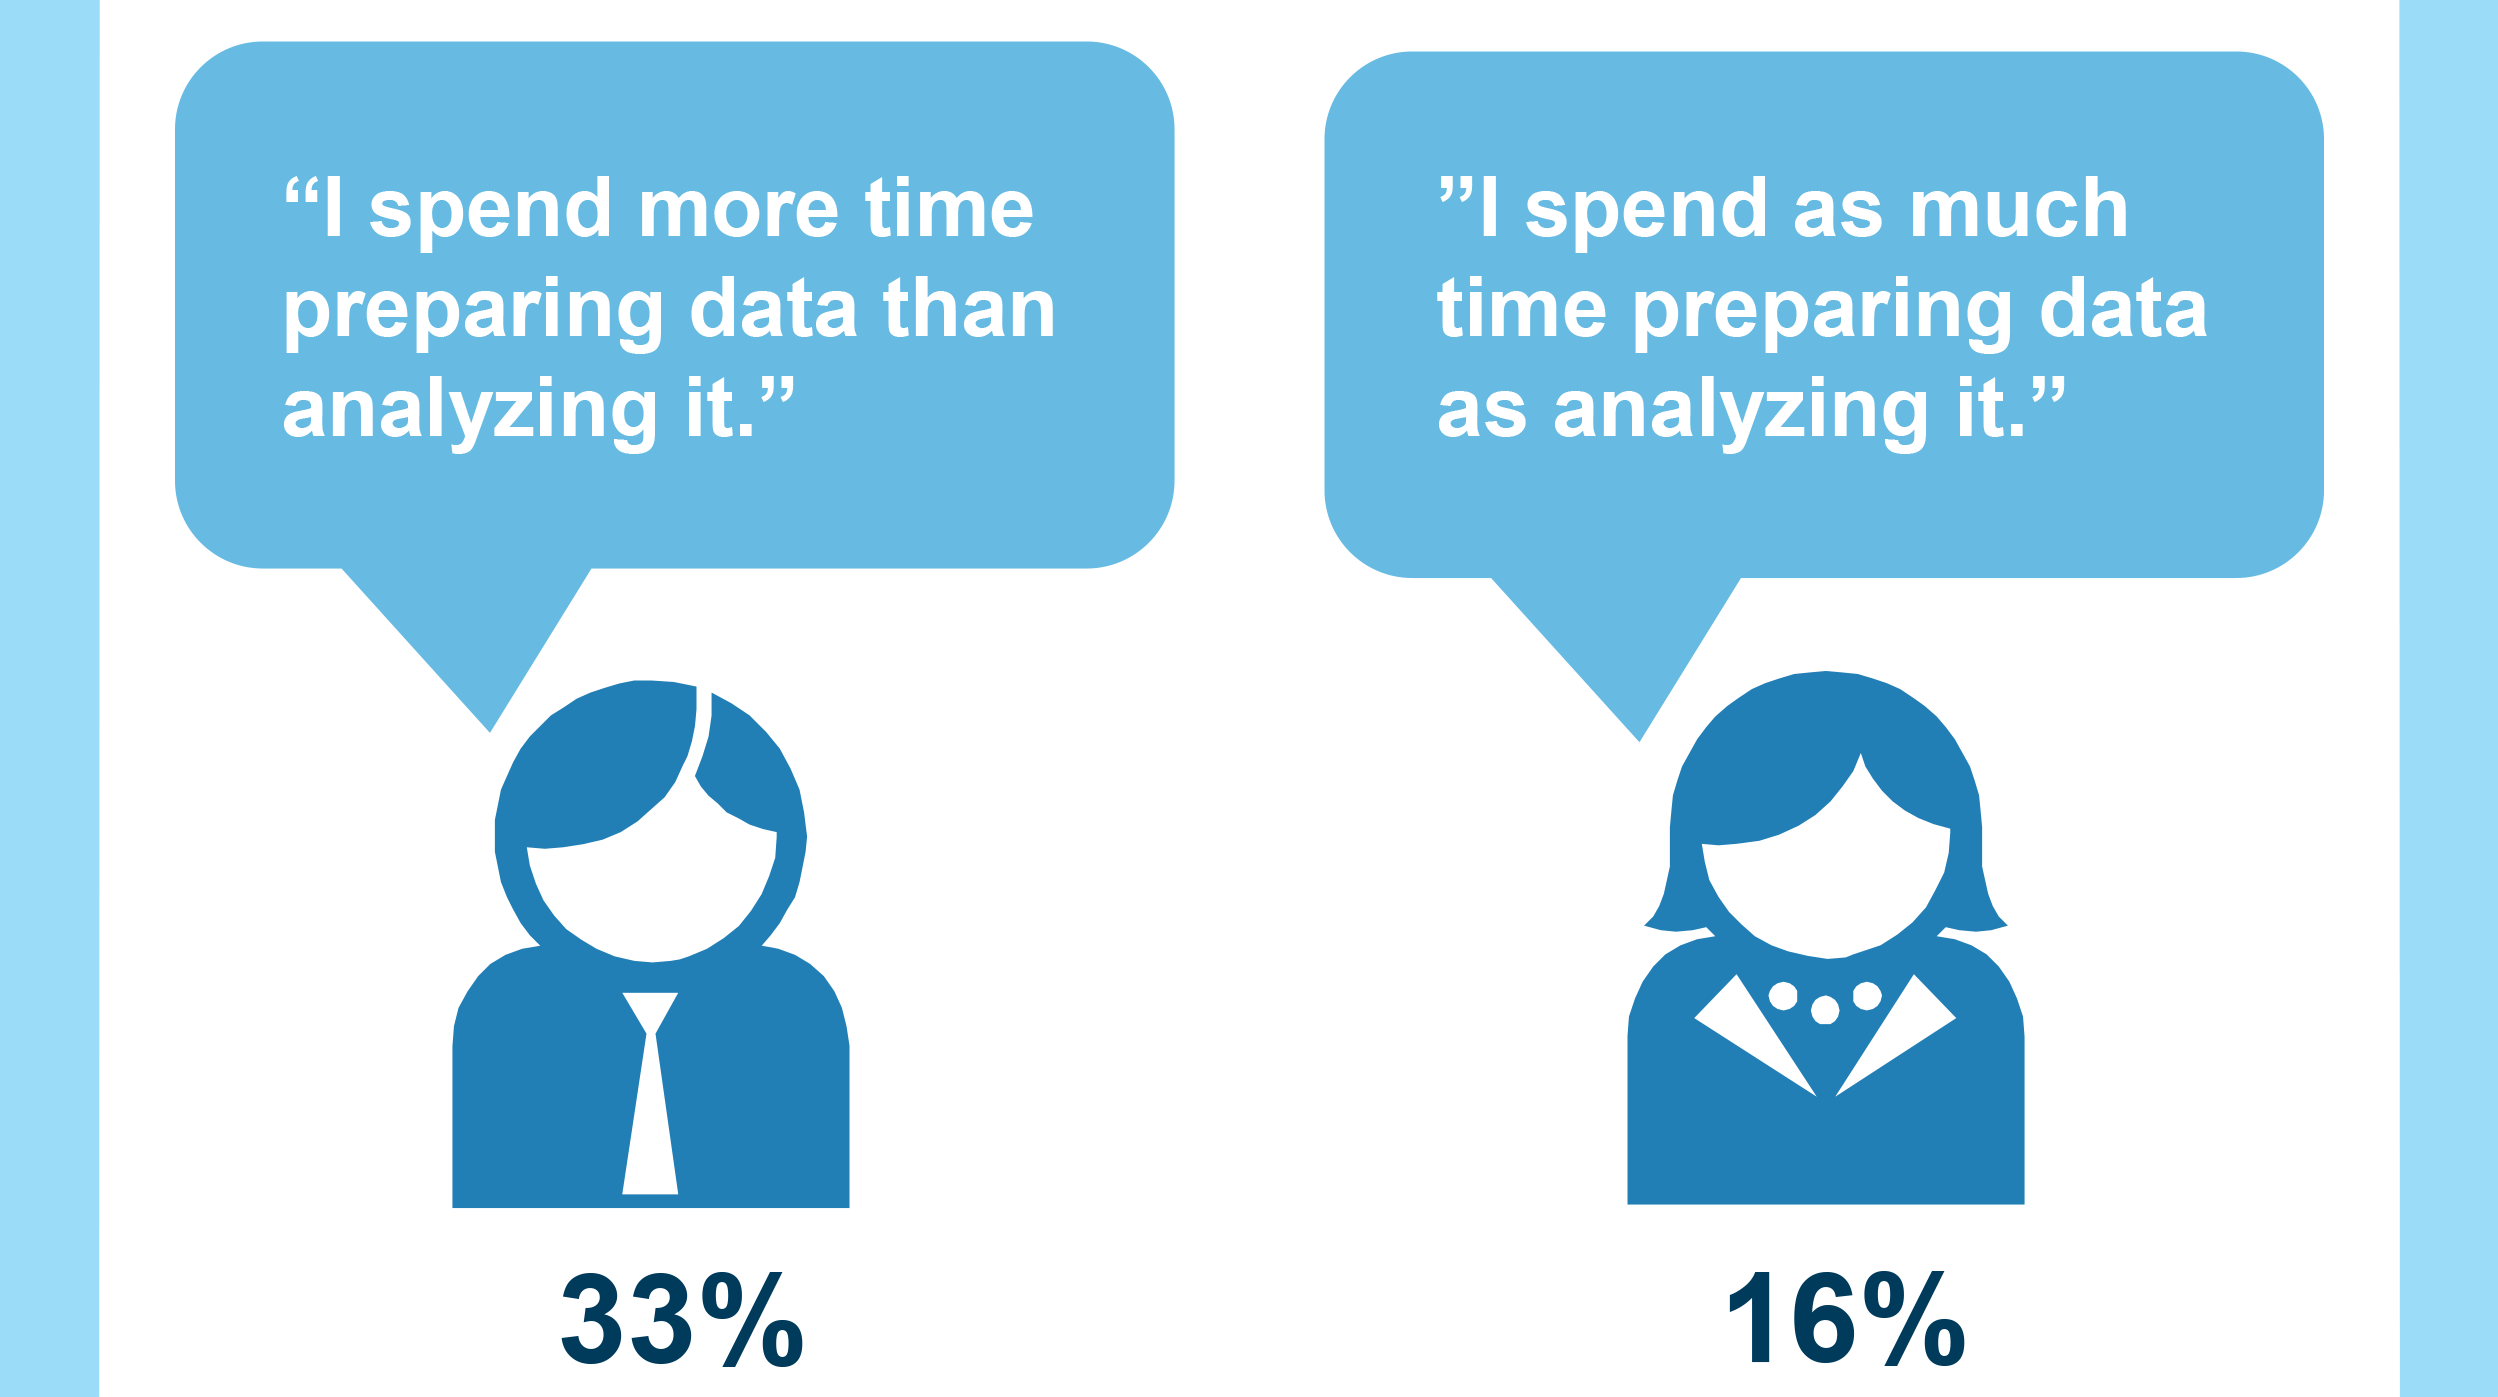 “I spend more time
preparing data than
analyzing it.”
”I spend as much
time preparing data
as analyzing it.”
33%
16%